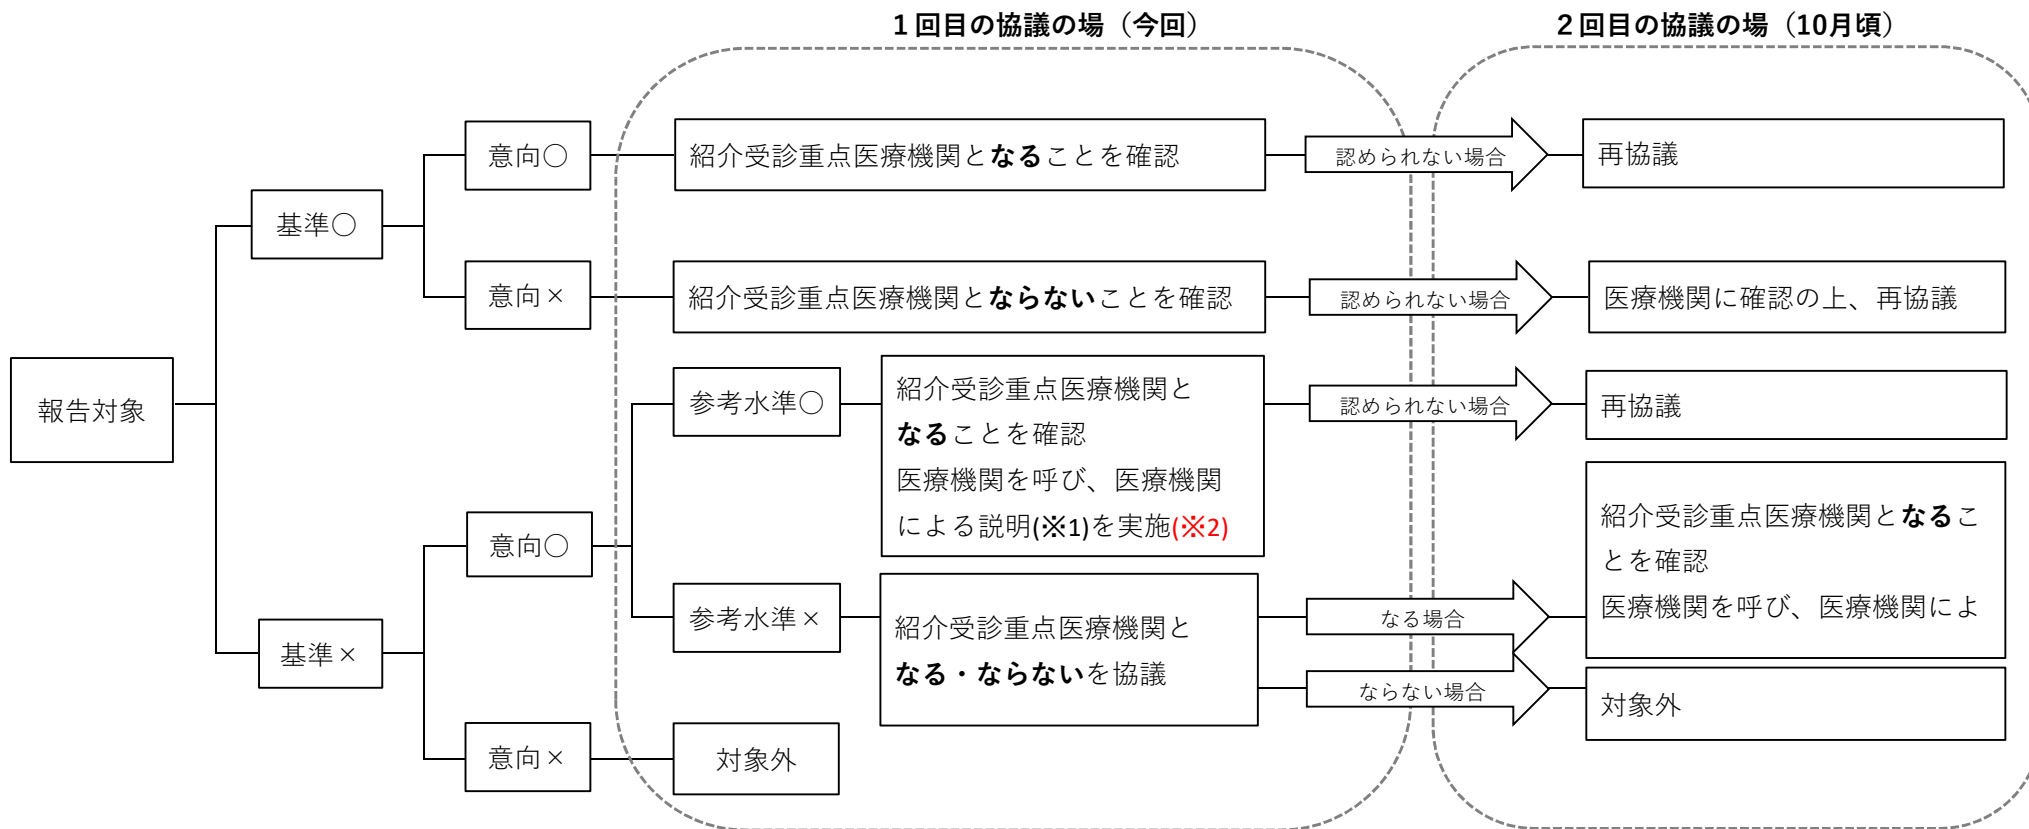 １回目の協議の場（今回）
２回目の協議の場（10月頃）
報告対象
基準○
意向○
紹介受診重点医療機関となることを確認
認められない場合
再協議
意向×
紹介受診重点医療機関とならないことを確認
認められない場合
医療機関に確認の上、再協議
基準×
意向○
参考水準○
紹介受診重点医療機関と
なることを確認
医療機関を呼び、医療機関
による説明(※1)を実施(※2)
認められない場合
再協議
参考水準×
紹介受診重点医療機関と
なる・ならないを協議
なる場合
紹介受診重点医療機関となるこ
とを確認
医療機関を呼び、医療機関によ
ならない場合
対象外
意向×
対象外